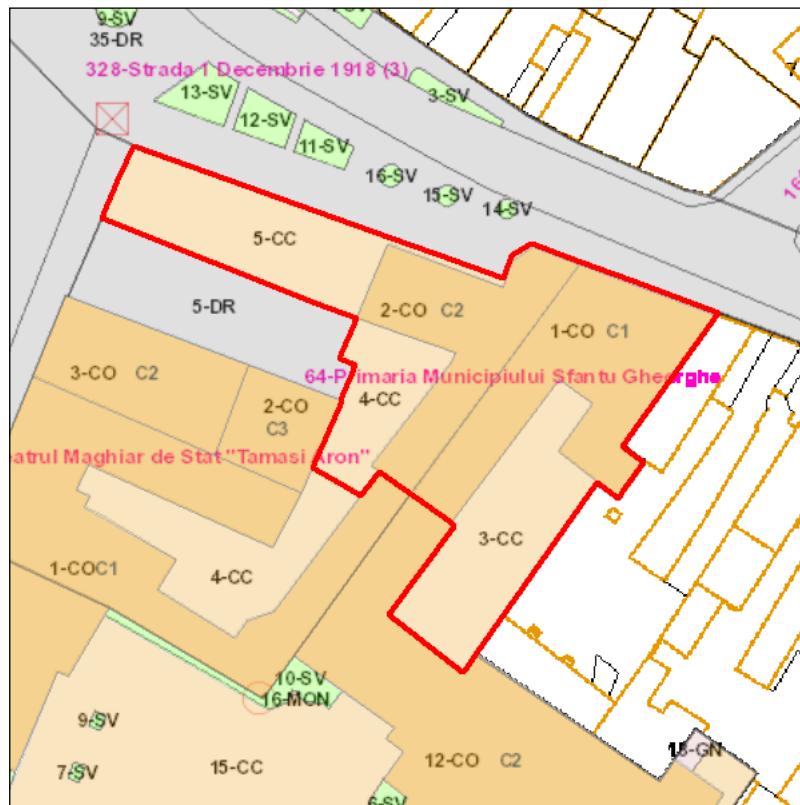 9-SV
35-DR
328-Strada 1 Decembrie 1918 (3)
13-SV
3-SV
12-SV
11-SV
16-SV
15-SV
14-SV
5-CC
5-DR
2-CO C2
1-CO C1
3-CO C2
64-Primaria Municipiului Sfantu Gheorghe
4-CC
2-CO
C3
eatrul Maghiar de Stat "Tamasi Aron"
3-CC
1-COC1
4-CC
10-SV
16-MON
9-SV
7-SV
15-CC
12-CO C2
18-GN
6-SV